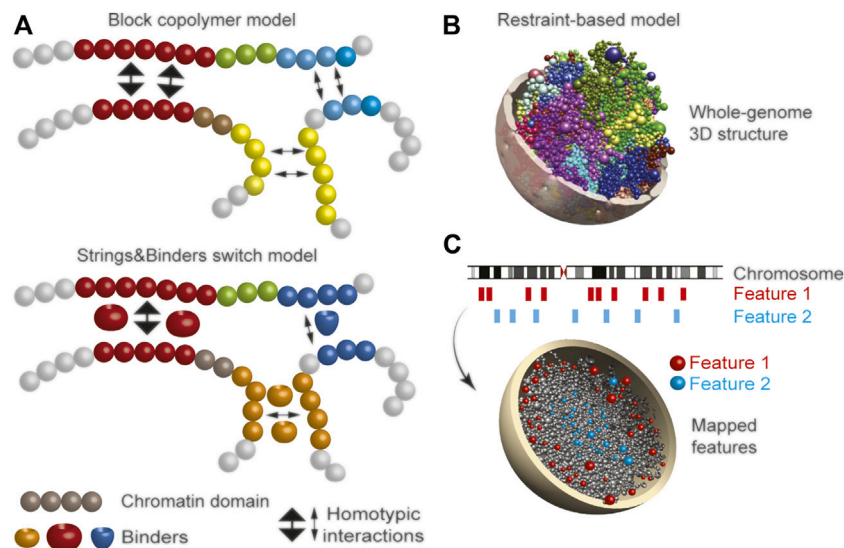 A
Block copolymer model
Strings&Binders switch model
Chromatin domain
Binders
Homotypic
interactions
B
Restraint-based model
Whole-genome
3D structure
C
Chromosome
Feature 1
Feature 2
Feature 1
Feature 2
Mapped
features